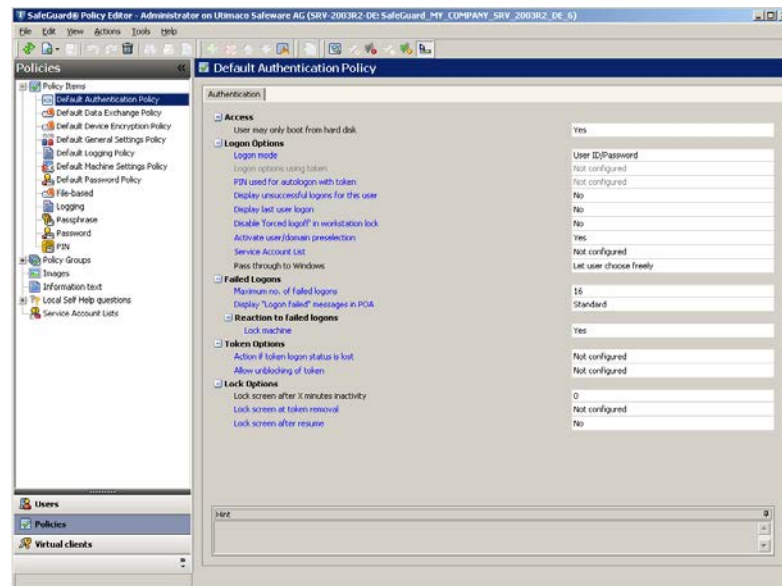 SafeGuard® Policy Editor - Administrator on Utimaco Safeware AG (SRV-2003R2-DE: SafeGuard_MY_COMPANY_SRV_2003R2_DE_6)
File Edit View Actions Tools Help
Policies «
Default Authentication Policy
Policy Items
Default Authentication Policy
Default Data Exchange Policy
Default Device Encryption Policy
Default General Settings Policy
Default Logging Policy
Default Machine Settings Policy
Default Password Policy
File-based
Logging
Passphrase
Password
PIN
Policy Groups
Images
Information text
Local Self Help questions
Service Account Lists
Users
Policies
Virtual clients
Authentication
Access
User may only boot from hard disk Yes
Logon Options
Logon mode User ID/Password
Logon options using token Not configured
PIN used for autologon with token Not configured
Display unsuccessful logons for this user No
Display last user logon No
Disable 'forced logoff' in workstation lock No
Activate user/domain preselection Yes
Service Account List Not configured
Pass through to Windows Let user choose freely
Failed Logons
Maximum no. of failed logons 16
Display "Logon failed" messages in POA Standard
Reaction to failed logons
Lock machine Yes
Token Options
Action if token logon status is lost Not configured
Allow unblocking of token Not configured
Lock Options
Lock screen after X minutes inactivity 0
Lock screen at token removal Not configured
Lock screen after resume No
Hint